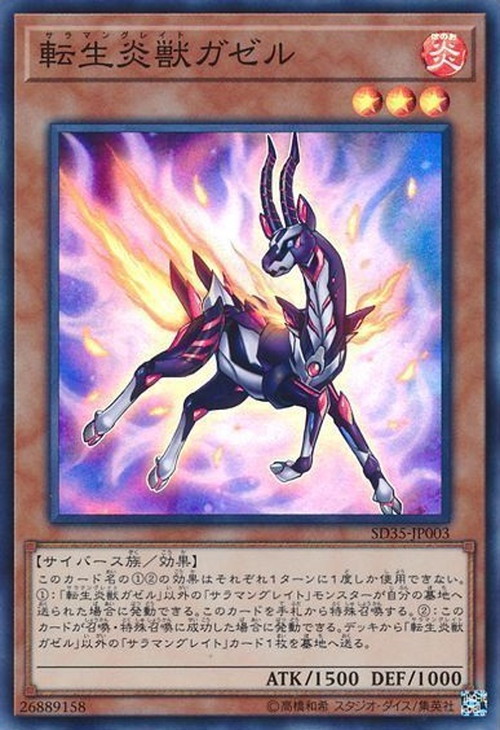 サラマングレイト
転生炎獣ガゼル
ほのお
炎
SD35-JP003
【サイバース族/効果】
このカード名の①②の効果はそれぞれ1ターンに1度しか使用できない。
①:「転生炎獣ガゼル」以外の「サラマングレイト」モンスターが自分の墓地へ
送られた場合に発動できる。このカードを手札から特殊召喚する。②:この
カードが召喚・特殊召喚に成功した場合に発動できる。デッキから「転生炎獣
ガゼル」以外の「サラマングレイト」カード1枚を墓地へ送る。
ATK/1500 DEF/1000
26889158 ©高橋和希 スタジオ・ダイス/集英社